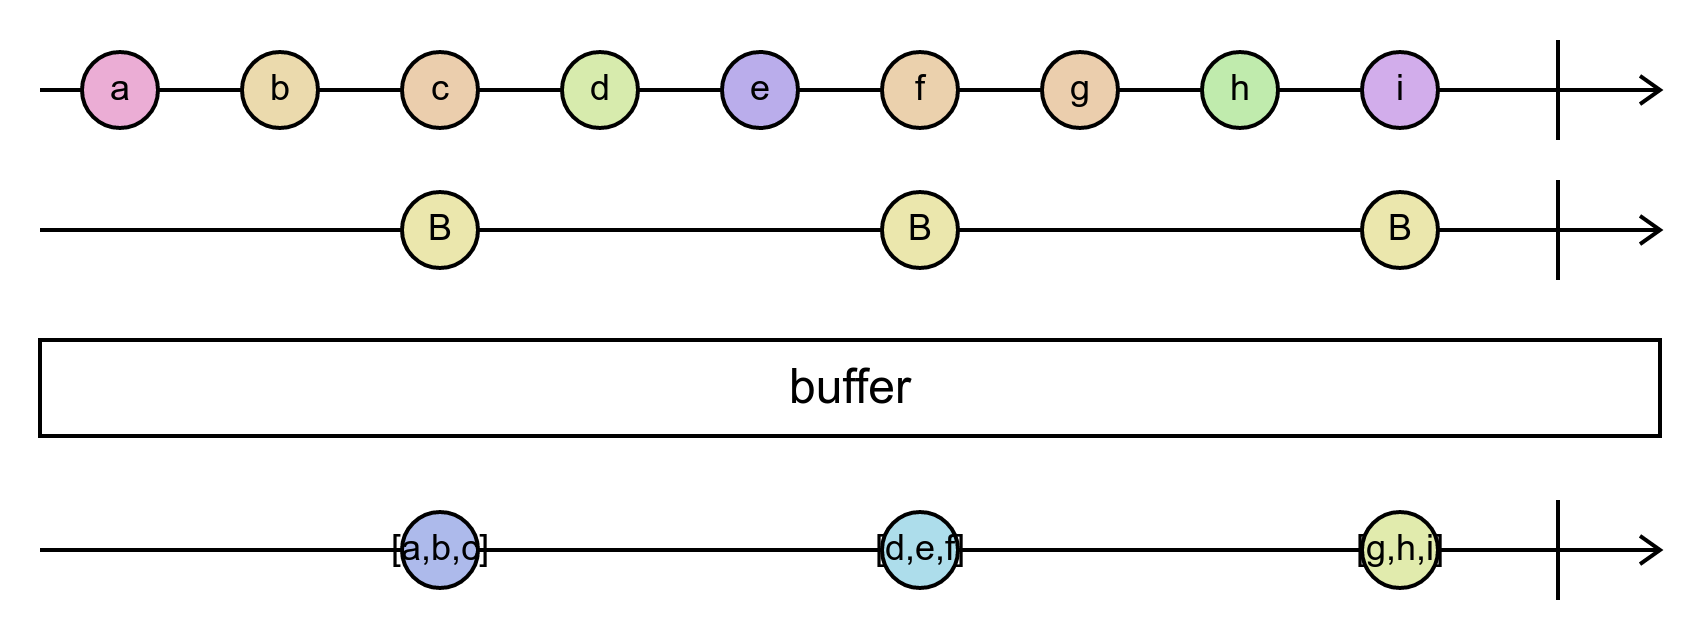 a b c d e f g h i
B B B
buffer
[a,b,c] [d,e,f] [g,h,i]